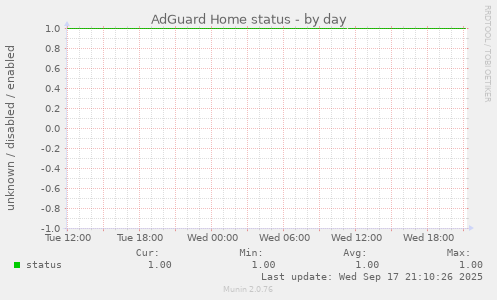 AdGuard Home status - by day
RRDTOOL / TOBI OETIKER
unknown / disabled / enabled
1.0
0.8
0.6
0.4
0.2
0.0
-0.2
-0.4
-0.6
-0.8
-1.0
Tue 12:00 Tue 18:00 Wed 00:00 Wed 06:00 Wed 12:00 Wed 18:00
Cur: Min: Avg: Max:
status 1.00 1.00 1.00 1.00
Last update: Wed Sep 17 21:10:26 2025
Munin 2.0.76